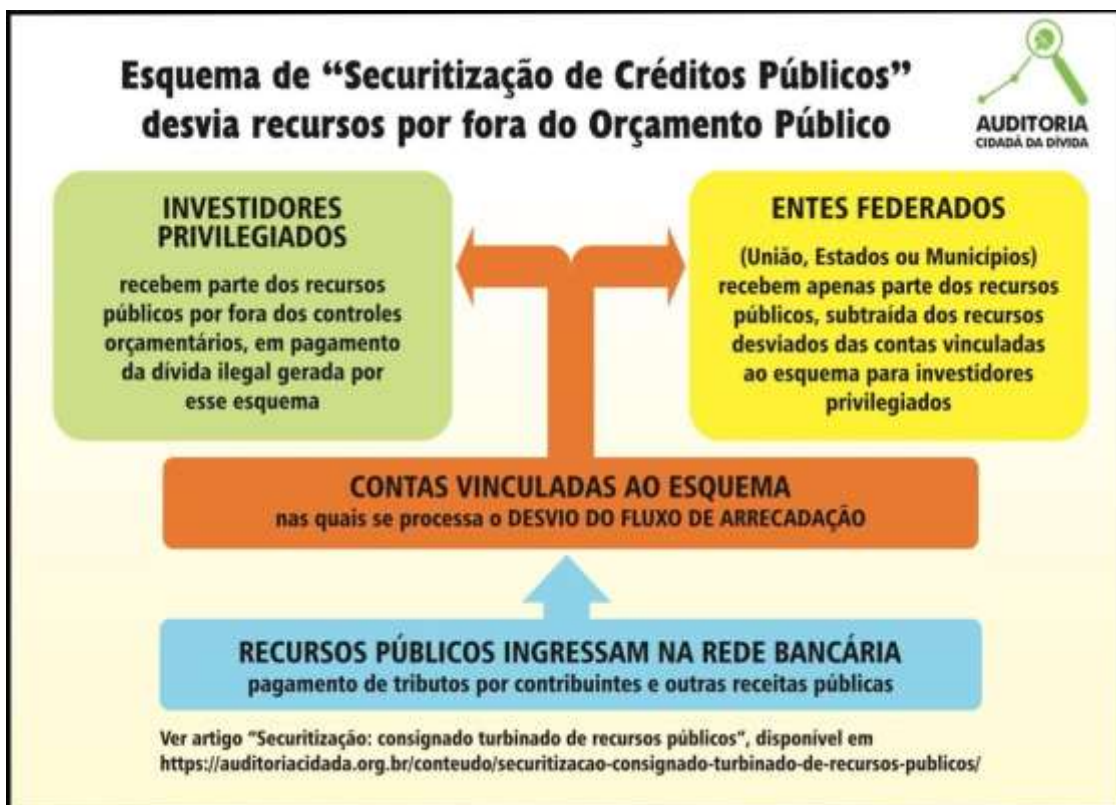 Esquema de “Securitização de Créditos Públicos”
desvia recursos por fora do Orçamento Público
AUDITORIA
CIDADÃ DA DÍVIDA
INVESTIDORES
PRIVILEGIADOS
recebem parte dos recursos
públicos por fora dos controles
orçamentários, em pagamento
da dívida ilegal gerada por
esse esquema
ENTES FEDERADOS
(União, Estados ou Municípios)
recebem apenas parte dos recursos
públicos, subtraída dos recursos
desviados das contas vinculadas
ao esquema para investidores
privilegiados
CONTAS VINCULADAS AO ESQUEMA
nas quais se processa o DESVIO DO FLUXO DE ARRECADAÇÃO
RECURSOS PÚBLICOS INGRESSAM NA REDE BANCÁRIA
pagamento de tributos por contribuintes e outras receitas públicas
Ver artigo “Securitização: consignado turbinado de recursos públicos”, disponível em
https://auditoriacidada.org.br/conteudo/securitizacao-consignado-turbinado-de-recursos-publicos/